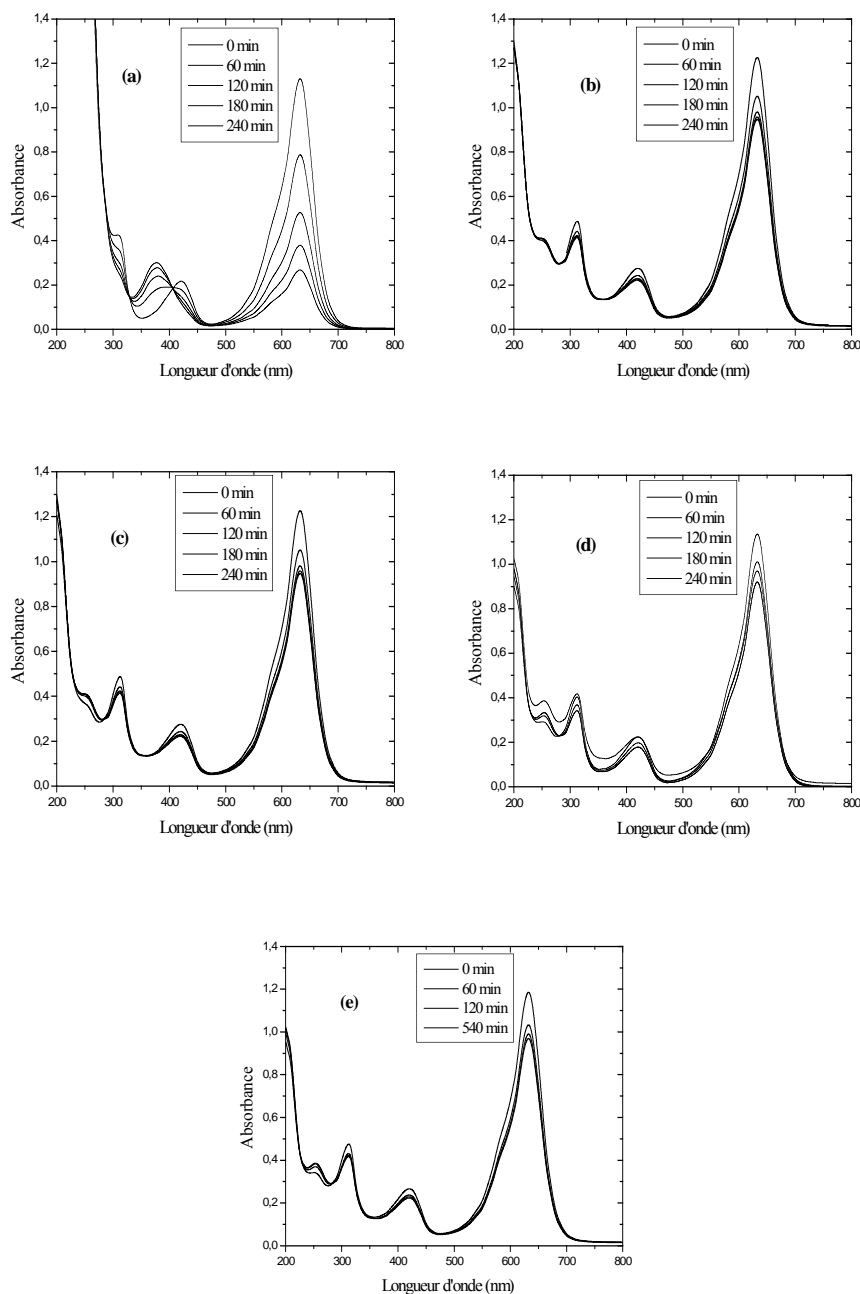 1,4
1,2
1,0
0,8
0,6
0,4
0,2
0,0
Absorbance
(a)
0 min
60 min
120 min
180 min
240 min
200 300 400 500 600 700 800
Longueur d'onde (nm)
1,4
1,2
1,0
0,8
0,6
0,4
0,2
0,0
Absorbance
(b)
0 min
60 min
120 min
180 min
240 min
200 300 400 500 600 700 800
Longueur d'onde (nm)
1,4
1,2
1,0
0,8
0,6
0,4
0,2
0,0
Absorbance
(c)
0 min
60 min
120 min
180 min
240 min
200 300 400 500 600 700 800
Longueur d'onde (nm)
1,4
1,2
1,0
0,8
0,6
0,4
0,2
0,0
Absorbance
(d)
0 min
60 min
120 min
180 min
240 min
200 300 400 500 600 700 800
Longueur d'onde (nm)
1,4
1,2
1,0
0,8
0,6
0,4
0,2
0,0
Absorbance
(e)
0 min
60 min
120 min
540 min
200 300 400 500 600 700 800
Longueur d'onde (nm)